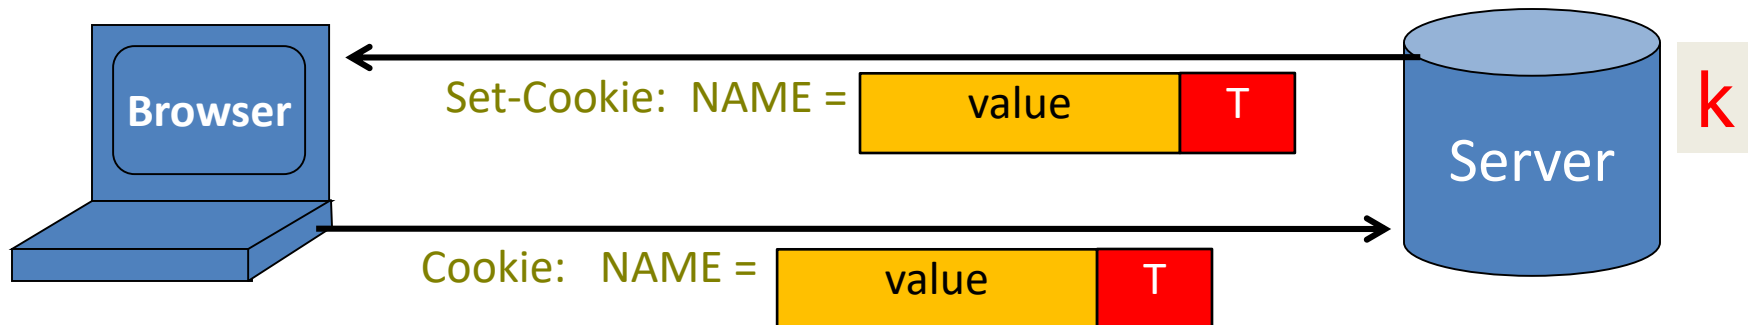 Set-Cookie: NAME = value T
Browser
k
Server
Cookie: NAME = value T